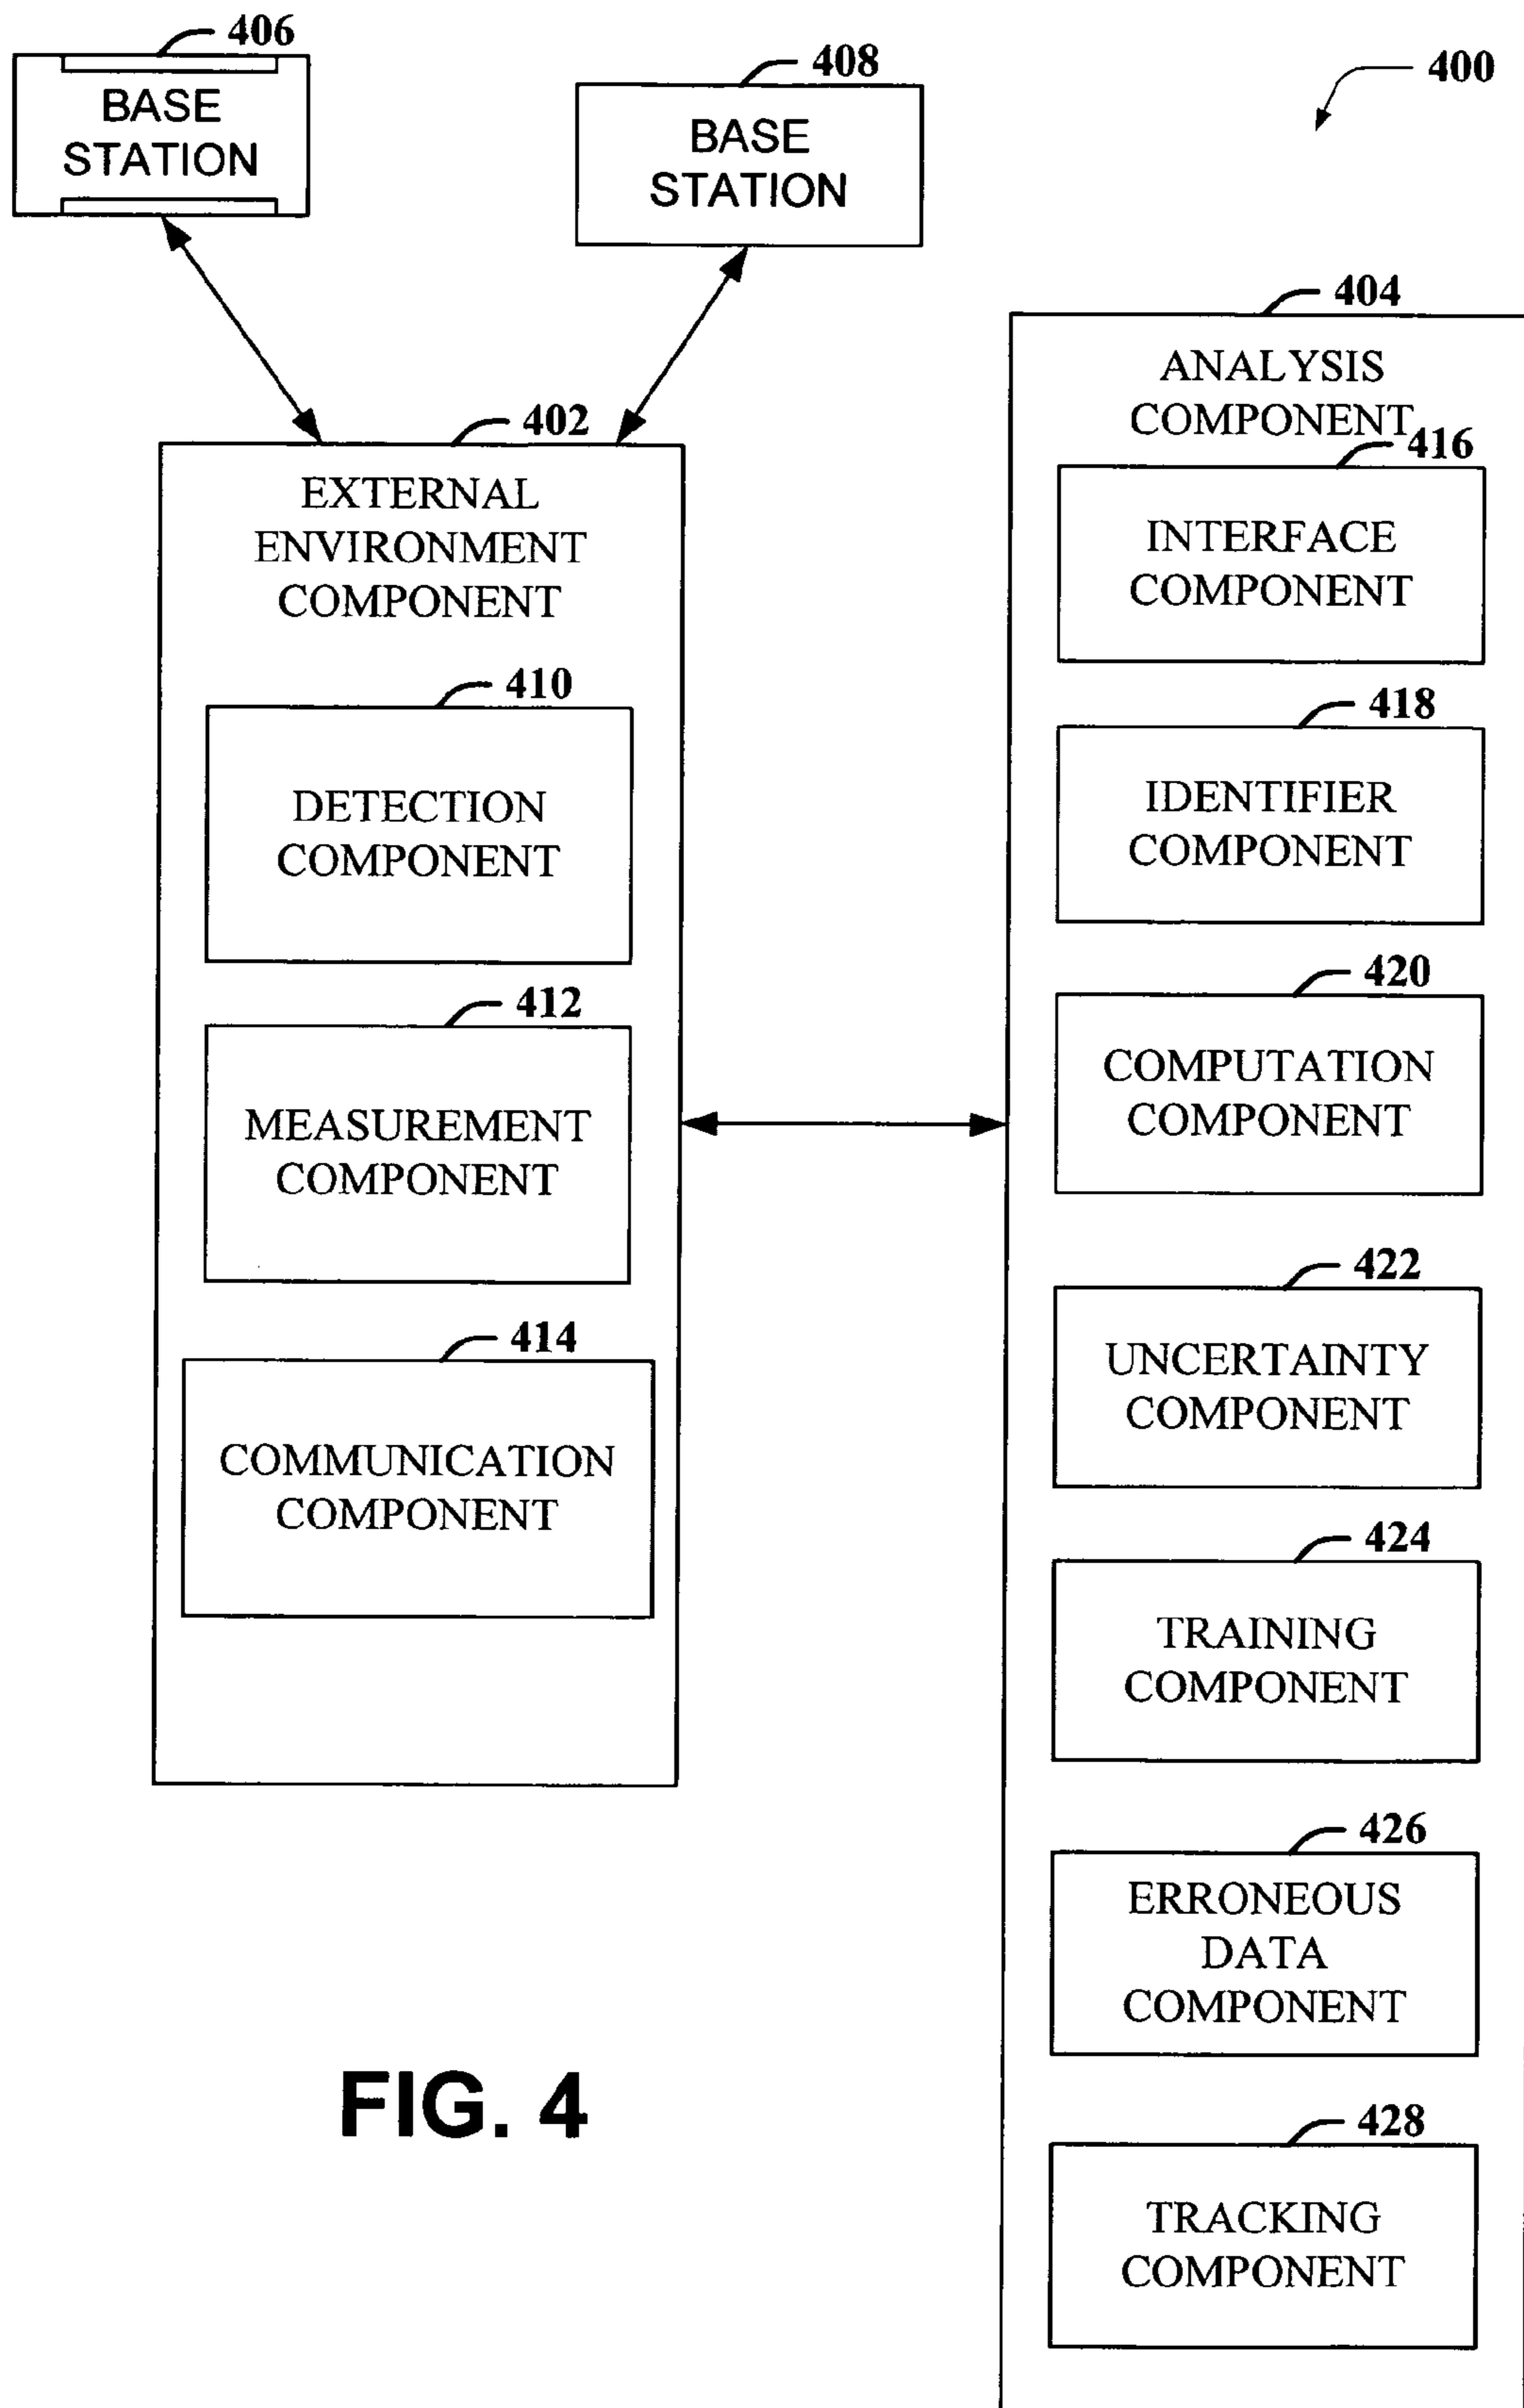 406
BASE
STATION
408
BASE
STATION
400
402
EXTERNAL
ENVIRONMENT
COMPONENT
410
DETECTION
COMPONENT
412
MEASUREMENT
COMPONENT
414
COMMUNICATION
COMPONENT
404
ANALYSIS
COMPONENT
416
INTERFACE
COMPONENT
418
IDENTIFIER
COMPONENT
420
COMPUTATION
COMPONENT
422
UNCERTAINTY
COMPONENT
424
TRAINING
COMPONENT
426
ERRONEOUS
DATA
COMPONENT
428
TRACKING
COMPONENT
FIG. 4